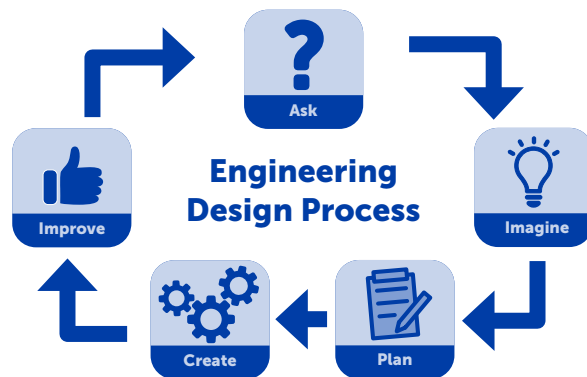 ?
Ask
Engineering
Design Process
Improve
Imagine
Create
Plan